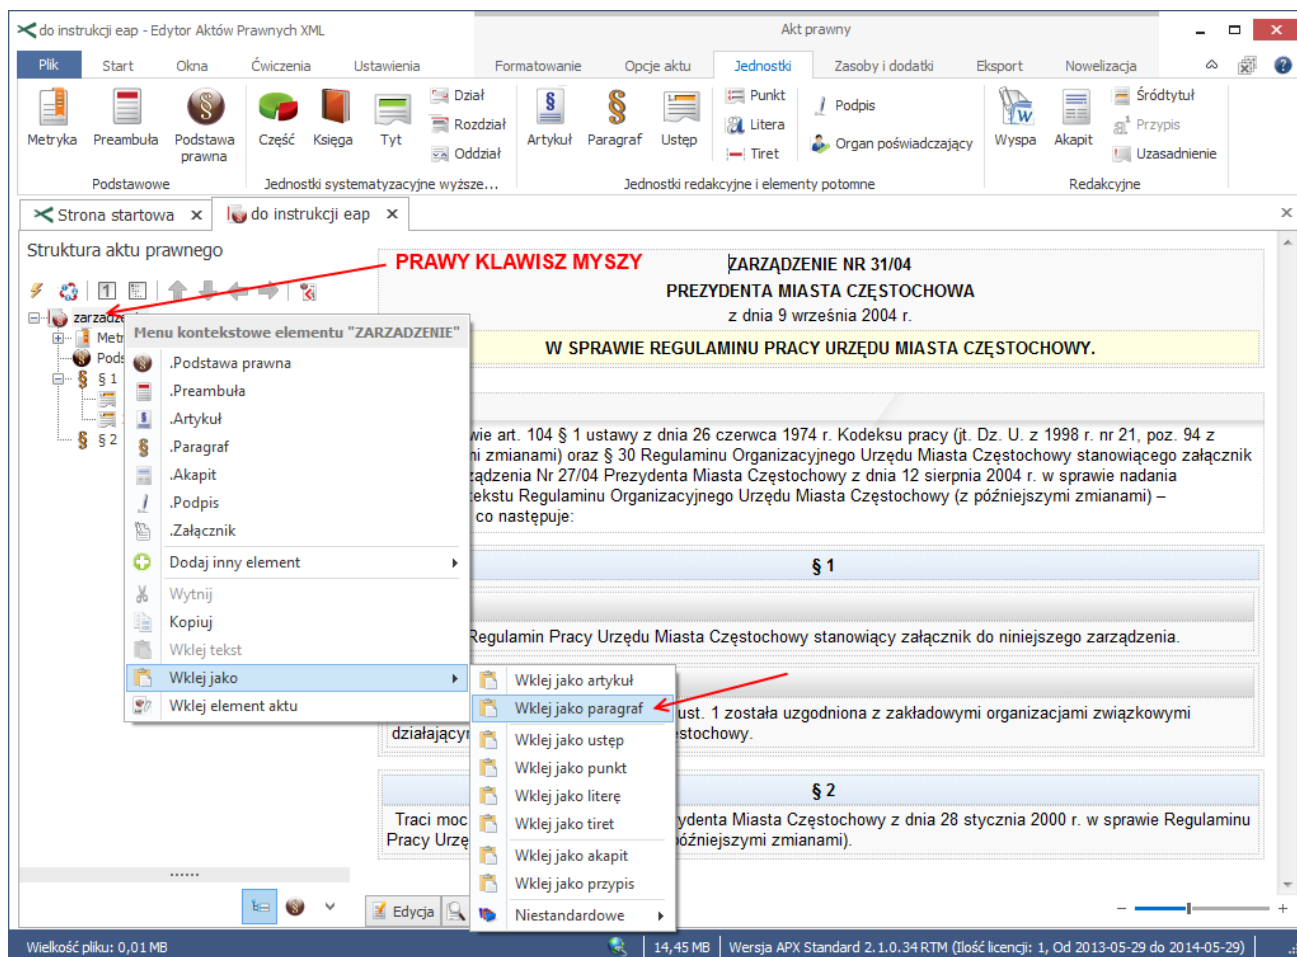 do instrukcji eap - Edytor Aktów Prawnych XML
Akt prawny
Plik Start Okna Ćwiczenia Ustawienia Formatowanie Opcje aktu Jednostki Zasoby i dodatki Eksport Nowelizacja
Metryka
Preambuła
Podstawa
prawna
Część
Księga
Tyt
Dział
Rozdział
Oddział
Artykuł
Paragraf
Ustęp
Punkt
Litera
Tiret
Podpis
Organ poświadczający
Wyspa
Akapit
Śródtytuł
Przypis
Uzasadnienie
Podstawowe
Jednostki systematyzacyjne wyższe...
Jednostki redakcyjne i elementy potomne
Redakcyjne
Strona startowa x
do instrukcji eap x
Struktura aktu prawnego
PRAWY KLAWISZ MYSZY
zarządze
Metr
Pods
§ 1
§ 2
Menu kontekstowe elementu "ZARZADZENIE"
.Podstawa prawna
.Preambuła
.Artykuł
.Paragraf
.Akapit
.Podpis
.Załącznik
Dodaj inny element
Wytnij
Kopiuj
Wklej tekst
Wklej jako
Wklej element aktu
Wklej jako artykuł
Wklej jako paragraf
Wklej jako ustęp
Wklej jako punkt
Wklej jako literę
Wklej jako tiret
Wklej jako akapit
Wklej jako przypis
Niestandardowe
ZARZĄDZENIE NR 31/04
PREZYDENTA MIASTA CZĘSTOCHOWA
z dnia 9 września 2004 r.
W SPRAWIE REGULAMINU PRACY URZĘDU MIASTA CZĘSTOCHOWY.
wie art. 104 § 1 ustawy z dnia 26 czerwca 1974 r. Kodeksu pracy (jt. Dz. U. z 1998 r. nr 21, poz. 94 z
ni zmianami) oraz § 30 Regulaminu Organizacyjnego Urzędu Miasta Częstochowy stanowiącego załącznik
ządzenia Nr 27/04 Prezydenta Miasta Częstochowy z dnia 12 sierpnia 2004 r. w sprawie nadania
tekstu Regulaminu Organizacyjnego Urzędu Miasta Częstochowy (z późniejszymi zmianami) –
co następuje:
§ 1
Regulamin Pracy Urzędu Miasta Częstochowy stanowiący załącznik do niniejszego zarządzenia.
ust. 1 została uzgodniona z zakładowymi organizacjami związkowymi
działającyi stochowy.
§ 2
Traci moc ydenta Miasta Częstochowy z dnia 28 stycznia 2000 r. w sprawie Regulaminu
Pracy Urzę późniejszymi zmianami).
Edycja
Wielkość pliku: 0,01 MB
14,45 MB
Wersja APX Standard 2.1.0.34 RTM (Ilość licencji: 1, Od 2013-05-29 do 2014-05-29)